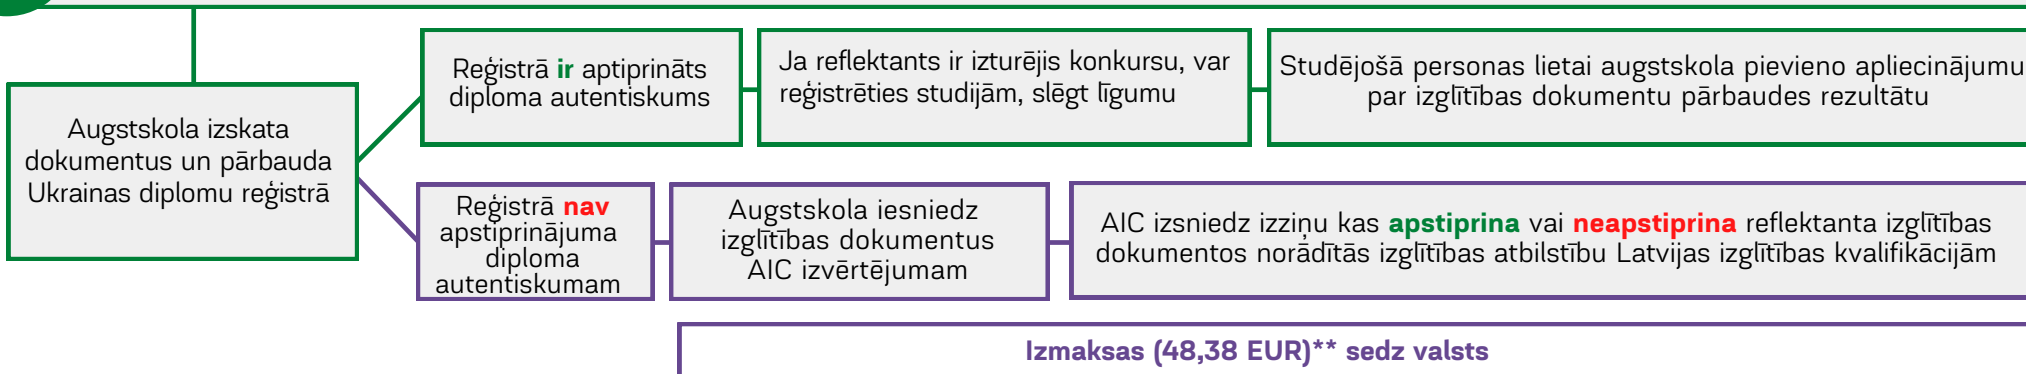 Augstskola izskata
dokumentus un pārbauda
Ukrainas diplomu reģistrā
Reģistrā ir aptiprināts
diploma autentiskums
Ja reflektants ir izturējis konkursu, var
reģistrēties studijām, slēgt līgumu
Studējošā personas lietai augstskola pievieno apliecinājumu
par izglītības dokumentu pārbaudes rezultātu
Reģistrā nav
apstiprinājuma
diploma
autentiskumam
Augstskola iesniedz
izglītības dokumentus
AIC izvērtējumam
AIC izsniedz izziņu kas apstiprina vai neapstiprina reflektanta izglītības
dokumentos norādītās izglītības atbilstību Latvijas izglītības kvalifikācijām
Izmaksas (48,38 EUR)** sedz valsts